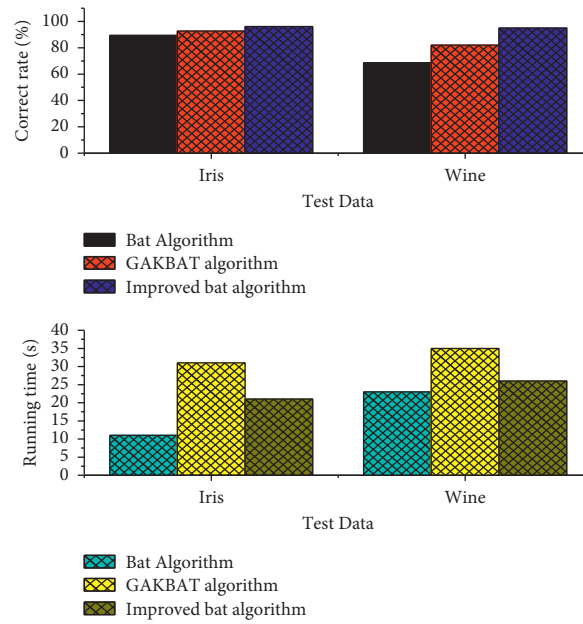 Correct rate (%)
100
80
60
40
20
0
Iris
Wine
Test Data
Bat Algorithm
GAKBAT algorithm
Improved bat algorithm
Running time (s)
40
35
30
25
20
15
10
5
0
Iris
Wine
Test Data
Bat Algorithm
GAKBAT algorithm
Improved bat algorithm